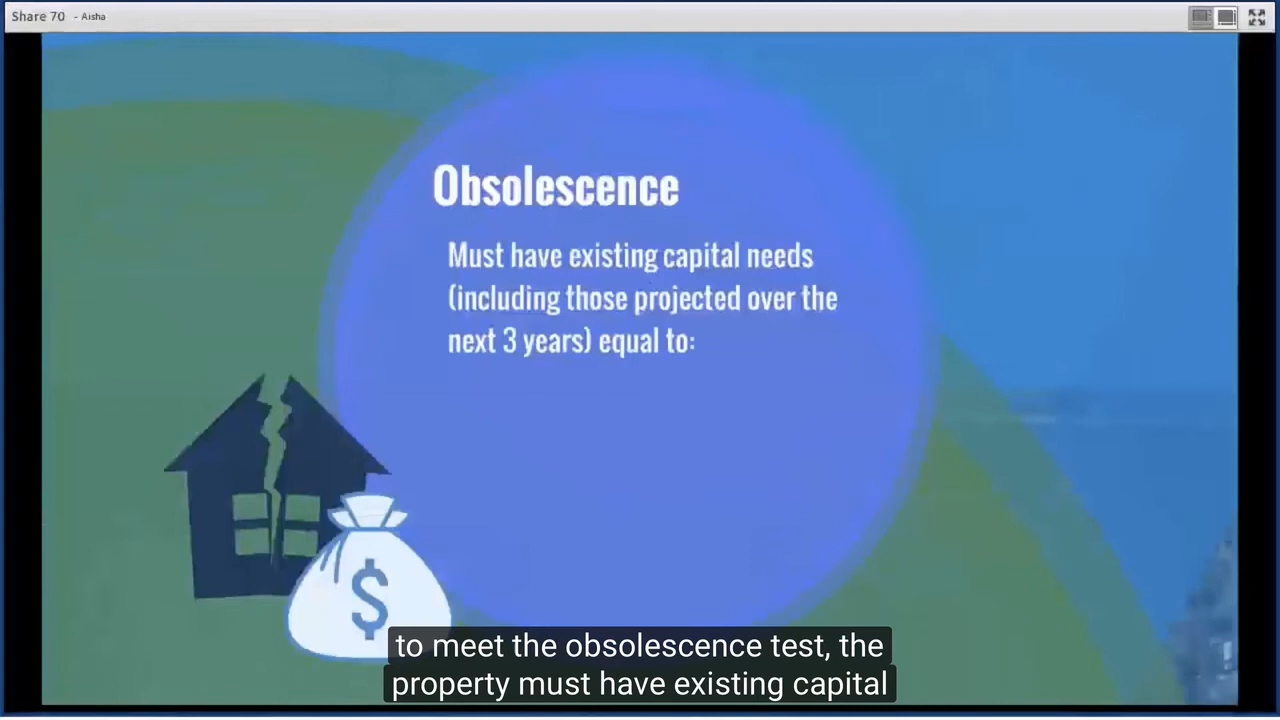 Share 70 - Aisha
Obsolescence
Must have existing capital needs
(including those projected over the
next 3 years) equal to:
$
to meet the obsolescence test, the
property must have existing capital